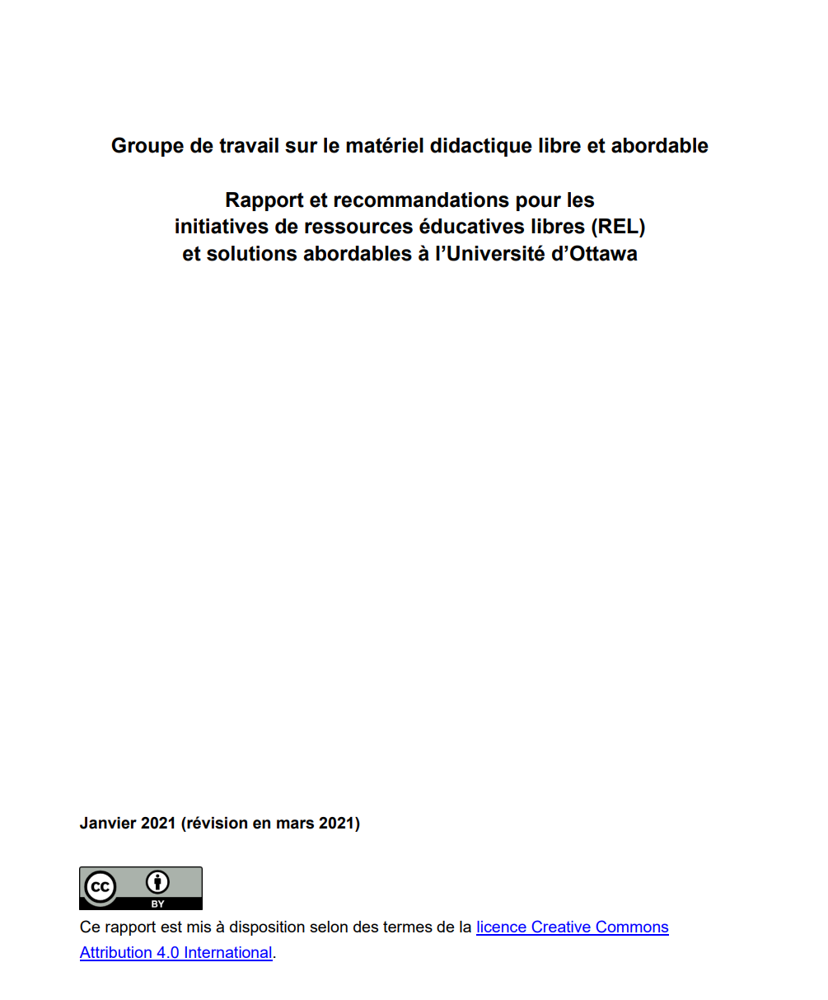 Groupe de travail sur le matériel didactique libre et abordable
Rapport et recommandations pour les
initiatives de ressources éducatives libres (REL)
et solutions abordables à l’Université d’Ottawa
Janvier 2021 (révision en mars 2021)
cc
BY
Ce rapport est mis à disposition selon des termes de la licence Creative Commons
Attribution 4.0 International.